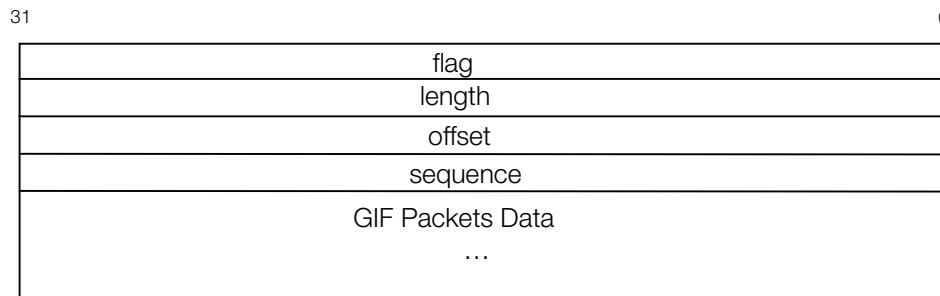 31
flag
length
offset
sequence
GIF Packets Data
…